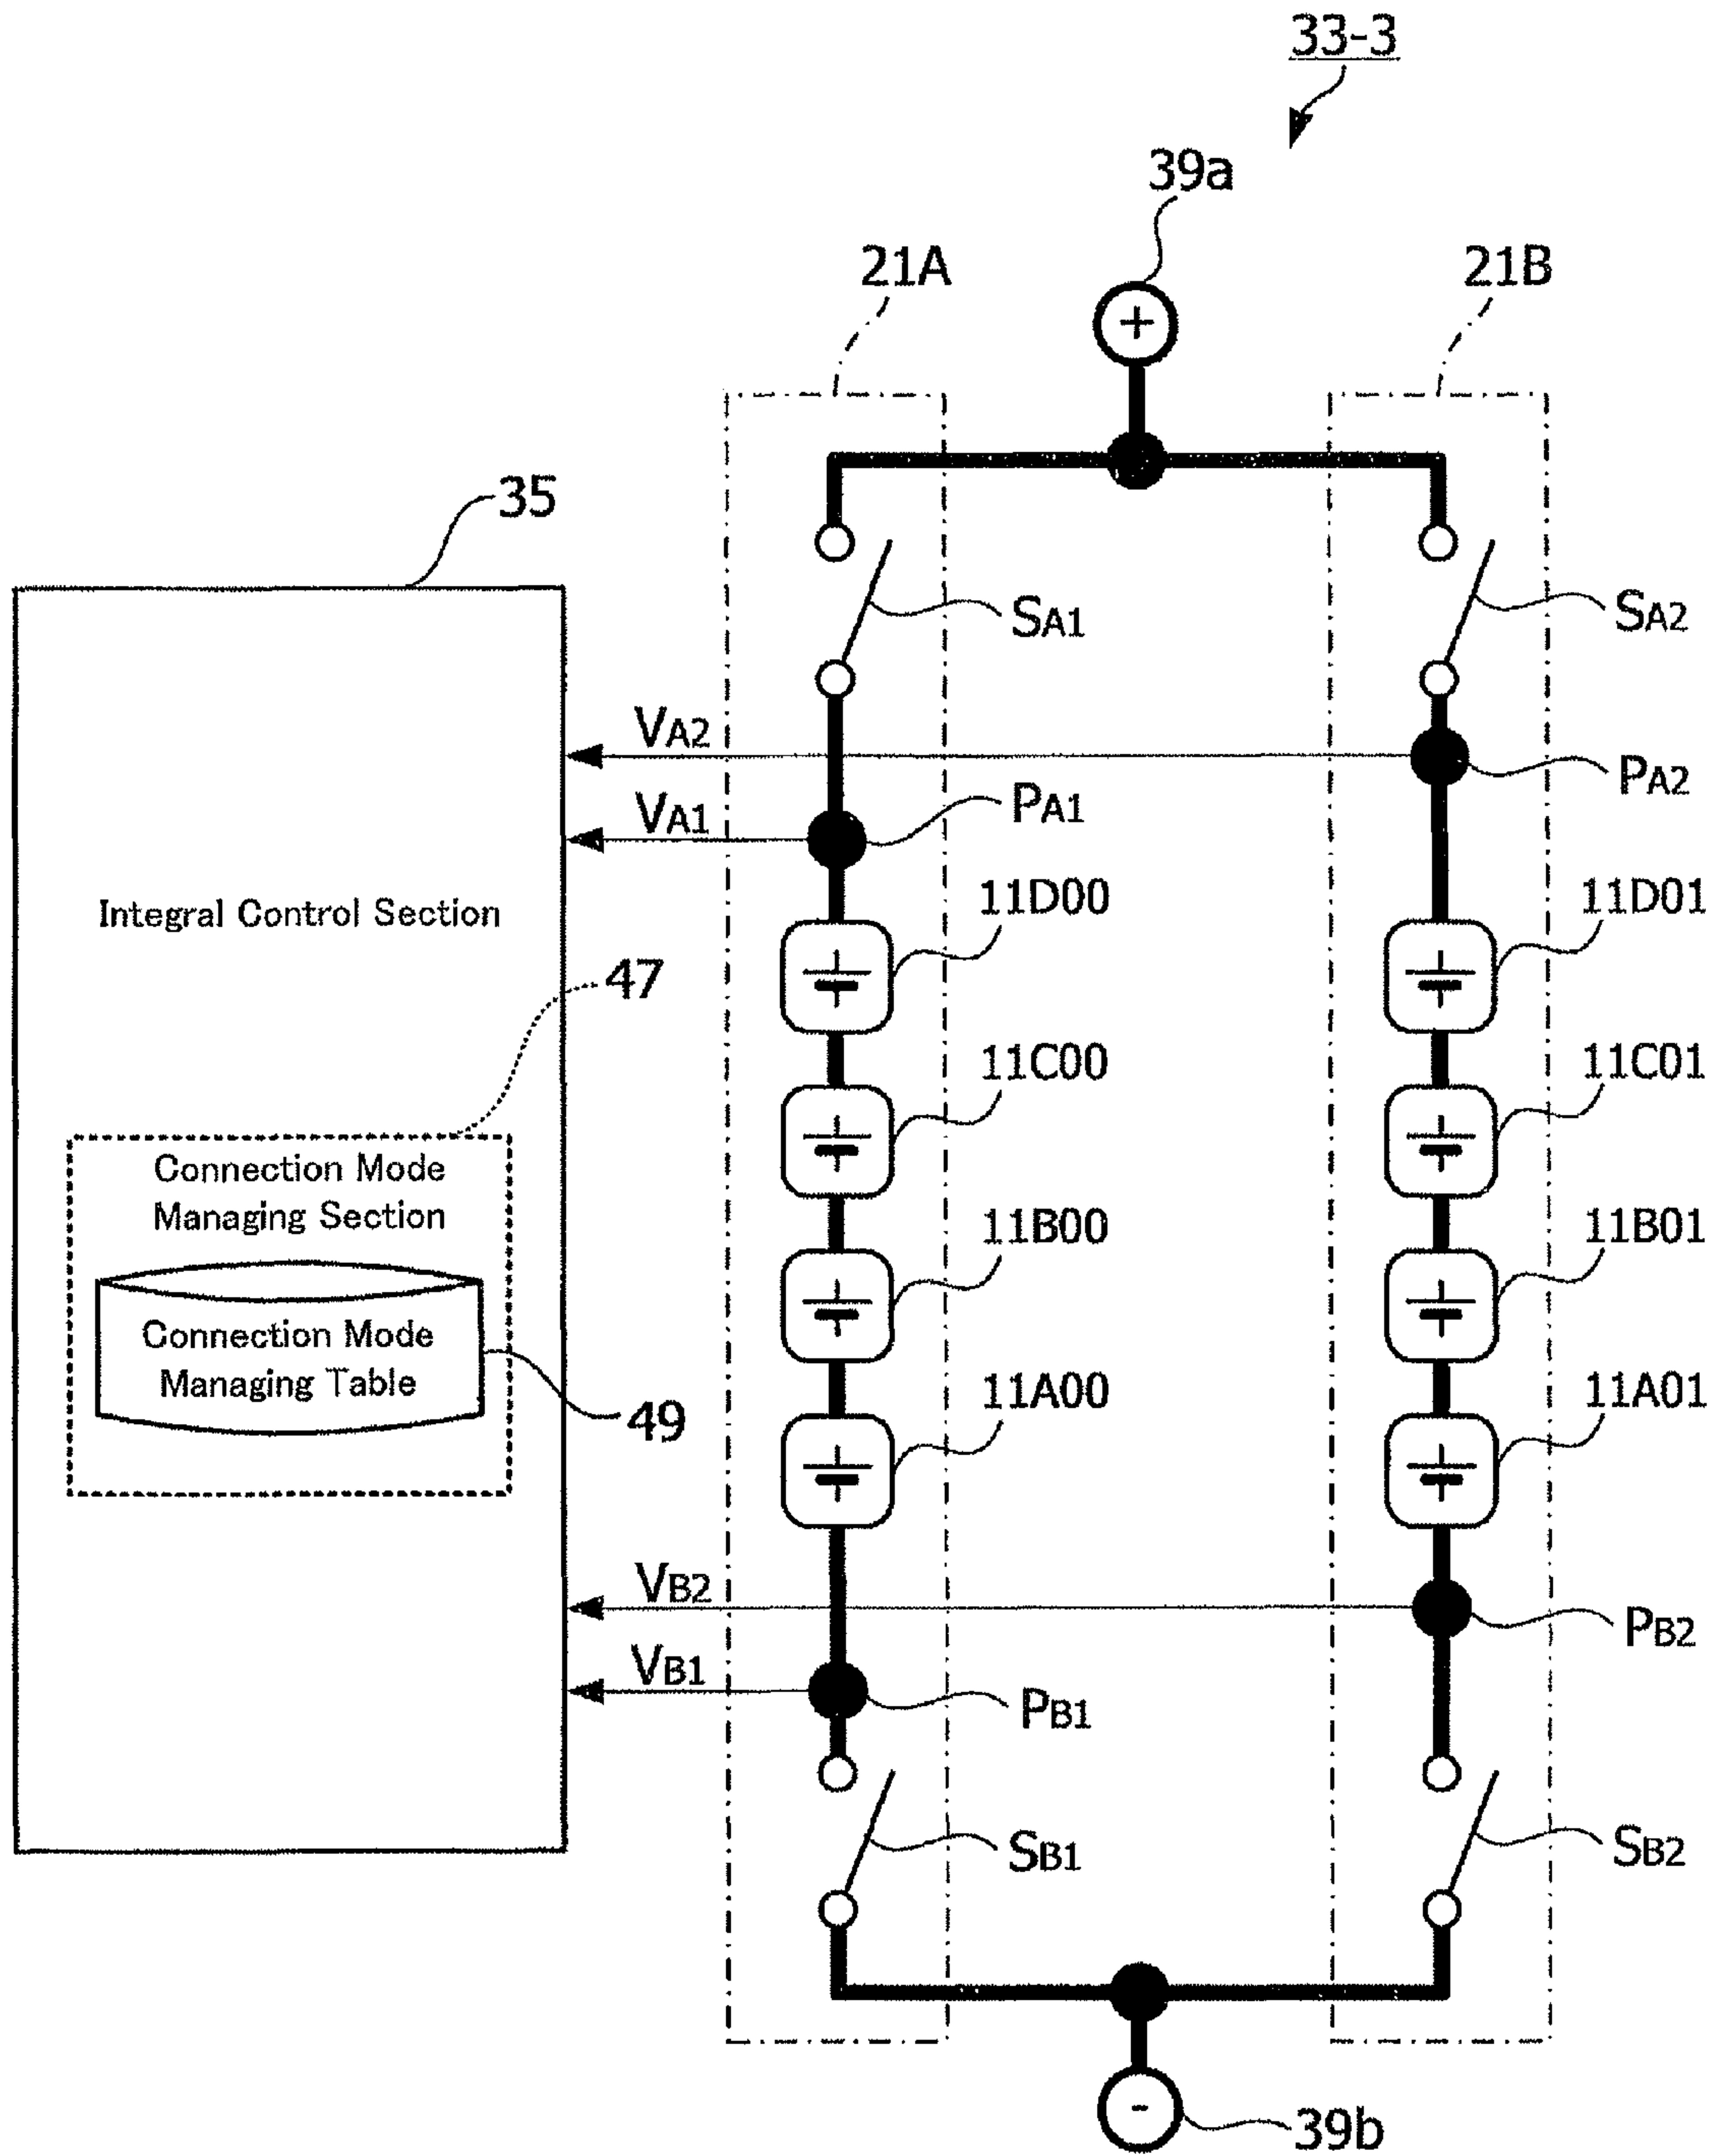 33-3
39a
21A
21B
+
35
SA1
SA2
VA2
PA2
VA1
PA1
Integral Control Section
11D00
11D01
47
11C00
11C01
Connection Mode
Managing Section
11B00
11B01
Connection Mode
Managing Table
11A00
11A01
49
VB2
PB2
VB1
PB1
SB1
SB2
-
39b